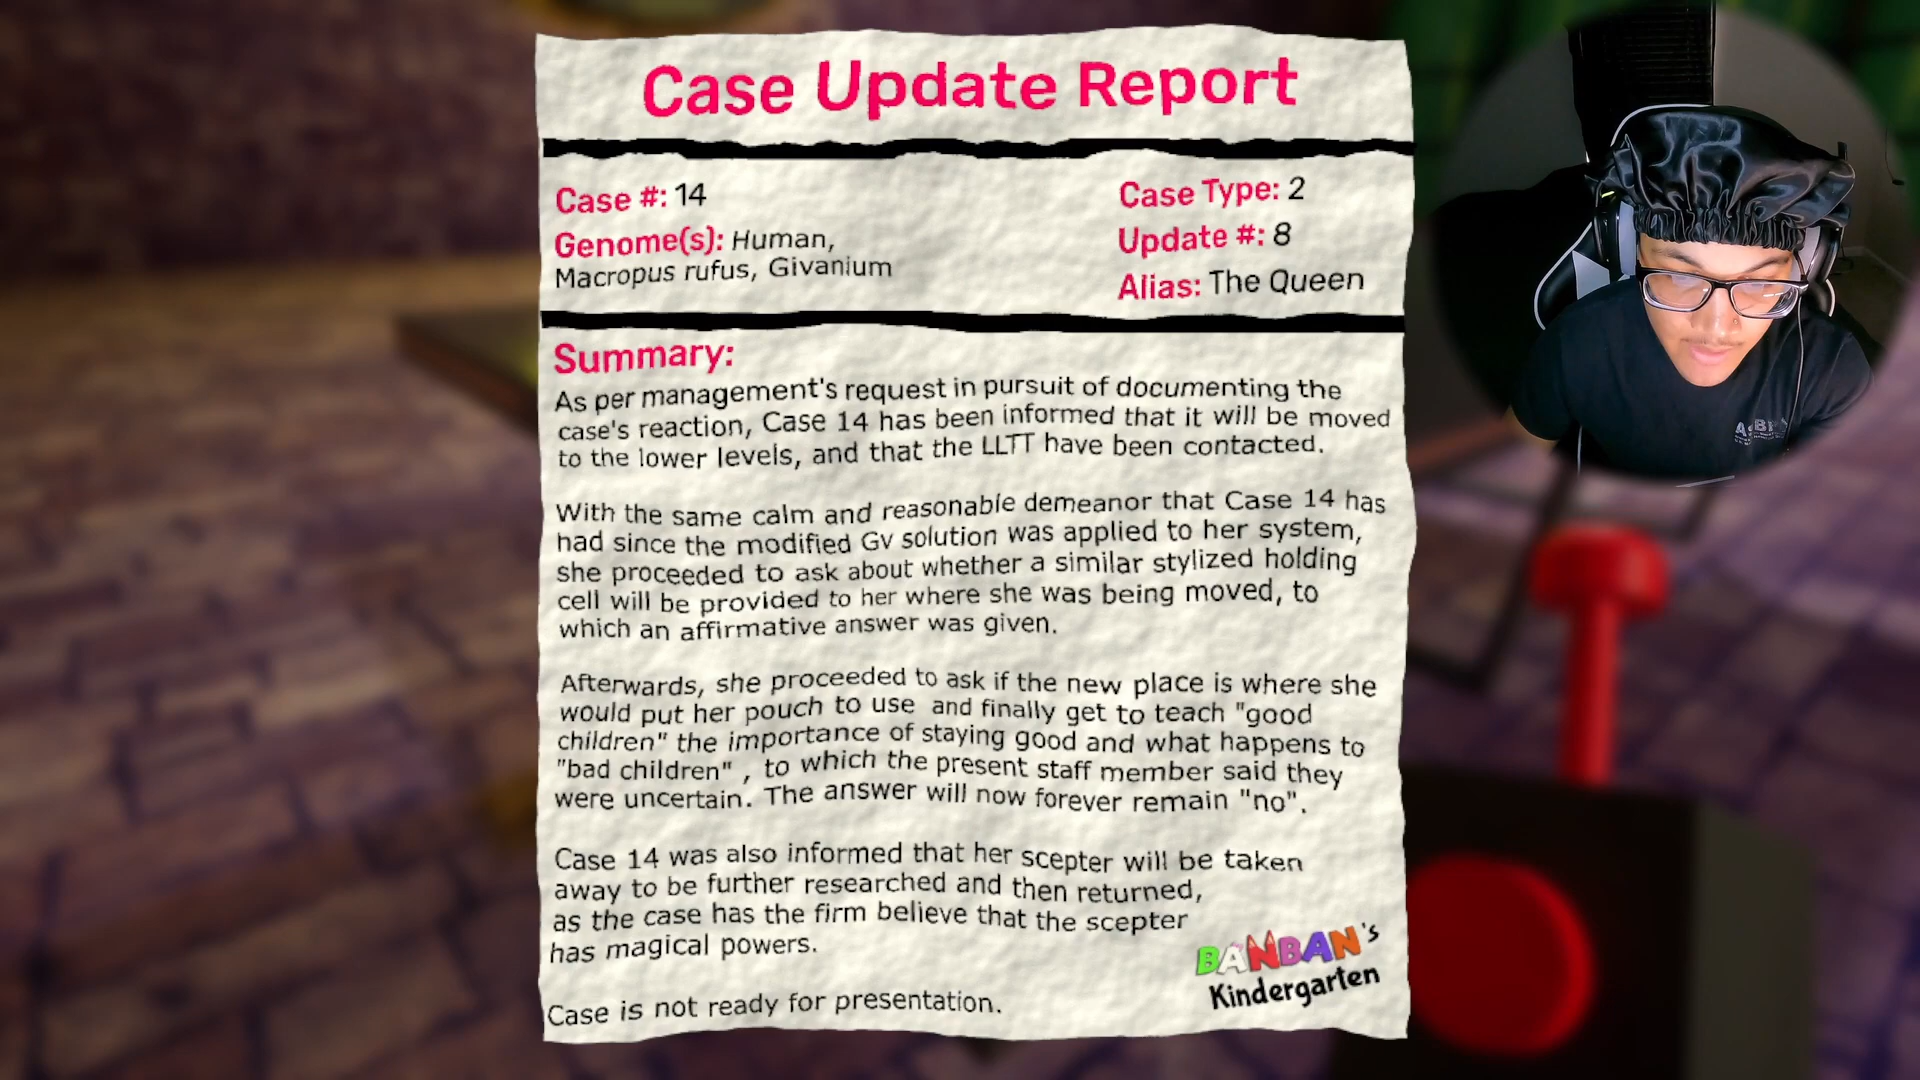 Case Update Report
Case #: 14
Case Type: 2
Genome(s): Human,
Macropus rufus, Givanium
Update #: 8
Alias: The Queen
Summary:
As per management's request in pursuit of documenting the
case's reaction, Case 14 has been informed that it will be moved
to the lower levels, and that the LLTT have been contacted.
With the same calm and reasonable demeanor that Case 14 has
had since the modified Gv solution was applied to her system,
she proceeded to ask about whether a similar stylized holding
cell will be provided to her where she was being moved, to
which an affirmative answer was given.
Afterwards, she proceeded to ask if the new place is where she
would put her pouch to use and finally get to teach "good
children" the importance of staying good and what happens to
"bad children" , to which the present staff member said they
were uncertain. The answer will now forever remain "no".
Case 14 was also informed that her scepter will be taken
away to be further researched and then returned,
as the case has the firm believe that the scepter
has magical powers.
BANBAN's
Kindergarten
Case is not ready for presentation.